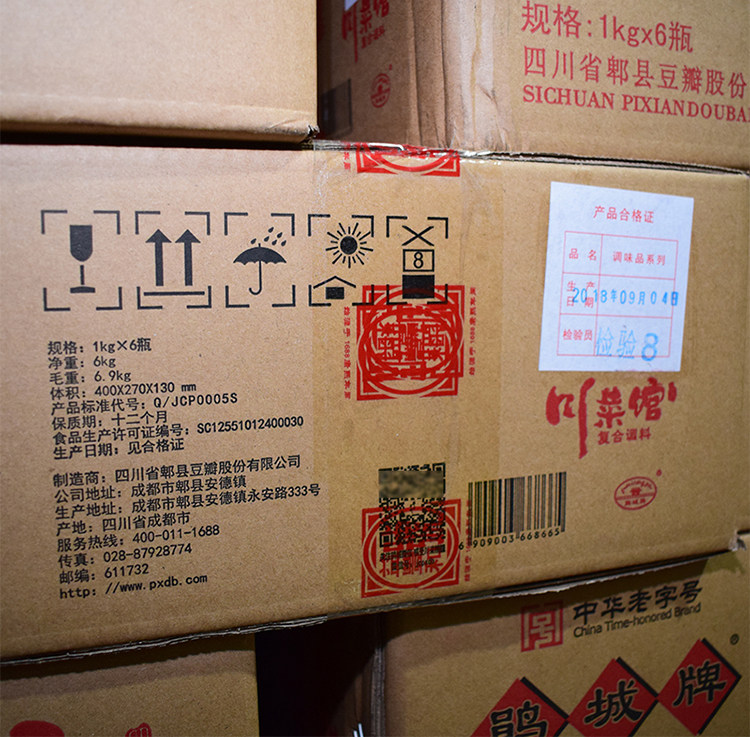 规格:1kgx6瓶
四川省郫县豆瓣股份
SICHUAN PIXIANDOUBA
8
产品合格证
品 名 调味品系列
生 产
日 期 2018年09月04日
检验员 检验 8
规格：1kg×6瓶
净重：6kg
毛重：6.9kg
体积：400X270X130 mm
产品标准代号：Q/JCP0005S
保质期：十二个月
食品生产许可证编号：SC12551012400030
生产日期：见合格证
制造商：四川省郫县豆瓣股份有限公司
公司地址：成都市郫县安德镇
生产地址：成都市郫县安德镇永安路333号
产地：四川省成都市
服务热线：400-011-1688
传真：028-87928774
邮编：611732
http: //www.pxdb.com
川菜馆
复合调料
6 909003 668665
中华老字号
China Time-honored Brand
鹃城牌